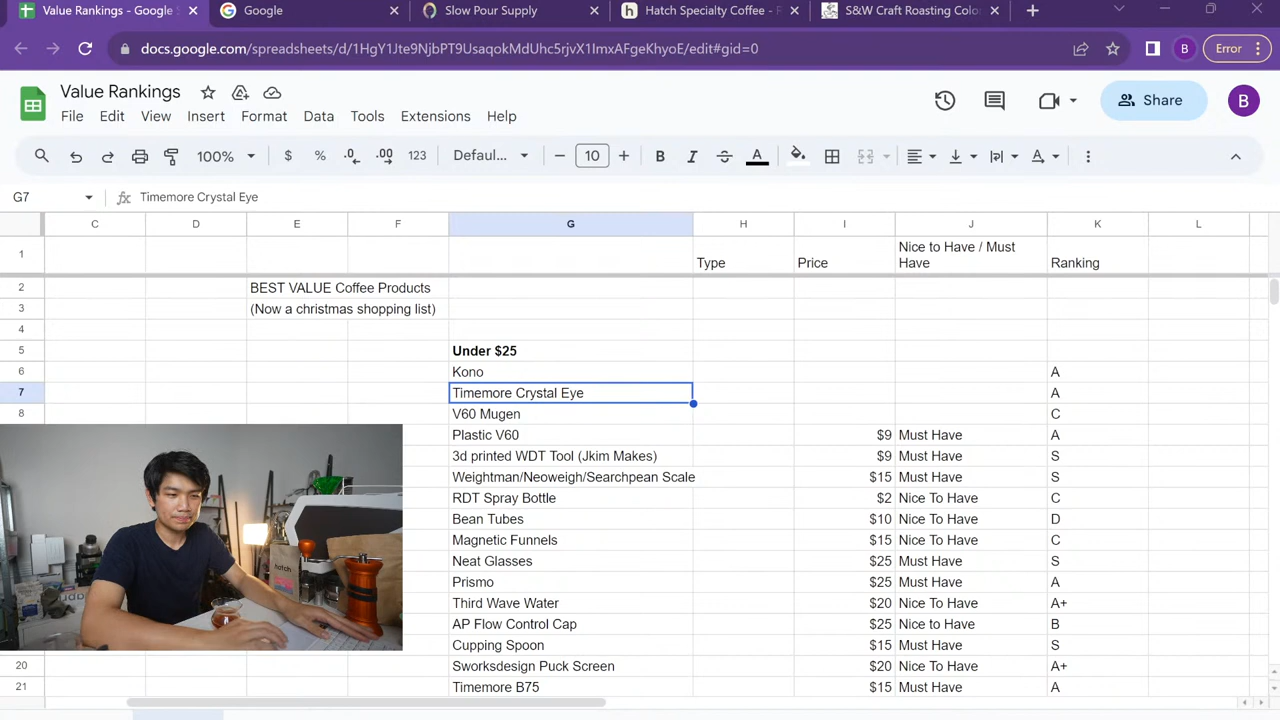 Value Rankings - Google S
Google
Slow Pour Supply
Hatch Specialty Coffee - R
S&W Craft Roasting Colo
docs.google.com/spreadsheets/d/1HgY1Jte9NjbPT9UsaqokMdUhc5rjvX1ImxAFgeKhyoE/edit#gid=0
B
Error
Value Rankings
File Edit View Insert Format Data Tools Extensions Help
Share
B
100% $ % .0 .00 123 Defaul... 10 B I A A
G7 fx Timemore Crystal Eye
C D E F G H I J K L
1 Type Price Nice to Have / Must Have Ranking
2 BEST VALUE Coffee Products
3 (Now a christmas shopping list)
4
5 Under $25
6 Kono A
7 Timemore Crystal Eye A
8 V60 Mugen C
Plastic V60 $9 Must Have A
3d printed WDT Tool (Jkim Makes) $9 Must Have S
Weightman/Neoweigh/Searchpean Scale $15 Must Have S
RDT Spray Bottle $2 Nice To Have C
Bean Tubes $10 Nice To Have D
Magnetic Funnels $15 Nice To Have C
Neat Glasses $25 Must Have S
Prismo $25 Must Have A
Third Wave Water $20 Nice To Have A+
AP Flow Control Cap $25 Nice to Have B
Cupping Spoon $15 Must Have S
20 Sworksdesign Puck Screen $20 Nice To Have A+
21 Timemore B75 $15 Must Have A
hatch